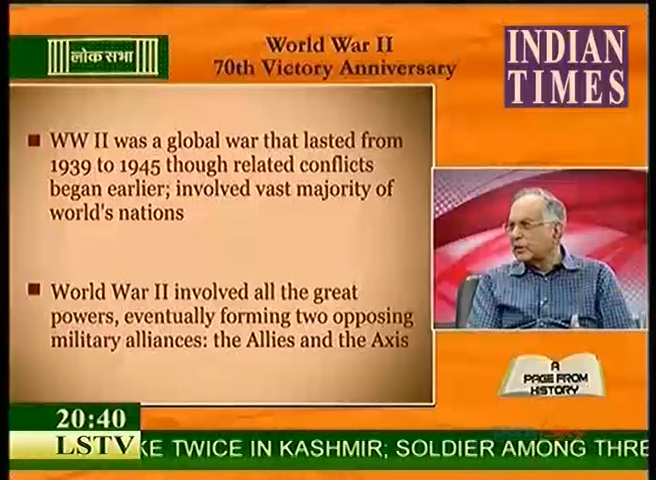 लोक सभा
World War II
70th Victory Anniversary
INDIAN
TIMES
■ WW II was a global war that lasted from
1939 to 1945 though related conflicts
began earlier; involved vast majority of
world's nations
■ World War II involved all the great
powers, eventually forming two opposing
military alliances: the Allies and the Axis
A
PAGE FROM
HISTORY
20:40
LSTV
KE TWICE IN KASHMIR; SOLDIER AMONG THRE